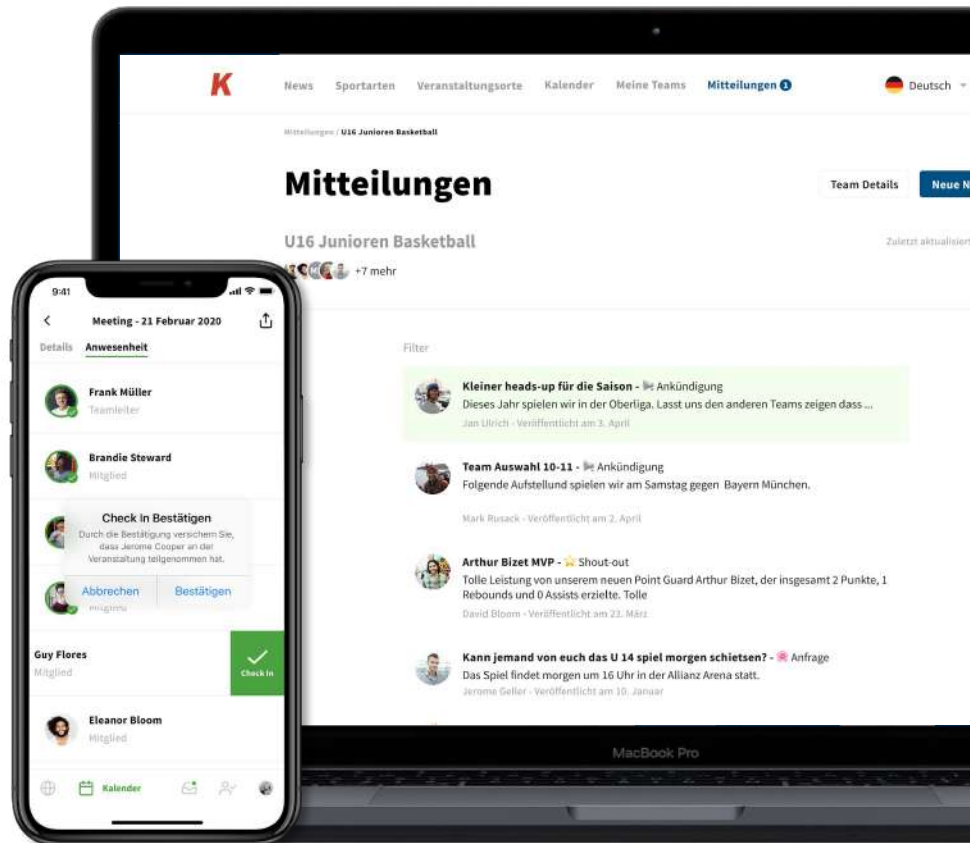 K
News Sportarten Veranstaltungsorte Kalender Meine Teams Mitteilungen 1
Deutsch
Mitteilungen / U16 Junioren Basketball
Mitteilungen
Team Details
Neue N
U16 Junioren Basketball
Zuletzt aktualisiert
+7 mehr
Filter
Kleiner heads-up für die Saison - Ankündigung
Dieses Jahr spielen wir in der Oberliga. Lasst uns den anderen Teams zeigen dass ...
Jan Ulrich - Veröffentlicht am 3. April
Team Auswahl 10-11 - Ankündigung
Folgende Aufstellund spielen wir am Samstag gegen Bayern München.
Mark Rusack - Veröffentlicht am 2. April
Arthur Bizet MVP - Shout-out
Tolle Leistung von unserem neuen Point Guard Arthur Bizet, der insgesamt 2 Punkte, 1
Rebounds und 0 Assists erzielte. Tolle
David Bloom - Veröffentlicht am 23. März
Kann jemand von euch das U 14 spiel morgen schietsen? - Anfrage
Das Spiel findet morgen um 16 Uhr in der Allianz Arena statt.
Jerome Geller - Veröffentlicht am 10. Januar
MacBook Pro
9:41
Meeting - 21 Februar 2020
Details Anwesenheit
Frank Müller
Teamleiter
Brandie Steward
Mitglied
Check In Bestätigen
Durch die Bestätigung versichern Sie,
dass Jerome Cooper an der
Veranstaltung teilgenommen hat.
Abbrechen Bestätigen
Mitglied
Guy Flores
Mitglied
Check In
Eleanor Bloom
Mitglied
Kalender